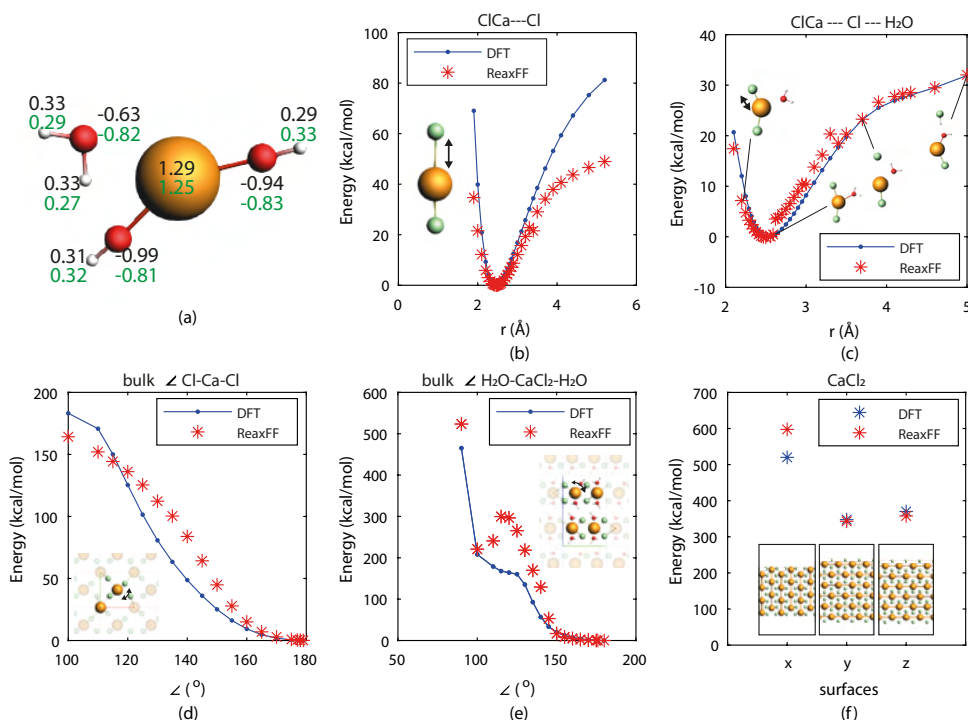 0.33
0.29
-0.63
-0.82
0.29
0.33
0.33
0.27
1.29
1.25
-0.94
-0.83
0.31
0.32
-0.99
-0.81
(a)
ClCa---Cl
DFT
ReaxFF
100
80
60
40
20
0
Energy (kcal/mol)
0 2 4 6
r (Å)
(b)
ClCa --- Cl --- H2O
40
30
20
10
0
-10
Energy (kcal/mol)
DFT
ReaxFF
2 3 4 5
r (Å)
(c)
bulk ∠ Cl-Ca-Cl
DFT
ReaxFF
200
150
100
50
0
Energy (kcal/mol)
100 120 140 160 180
∠ (°)
(d)
bulk ∠ H2O-CaCl2-H2O
DFT
ReaxFF
600
500
400
300
200
100
0
Energy (kcal/mol)
50 100 150 200
∠ (°)
(e)
CaCl₂
DFT
ReaxFF
700
600
500
400
300
200
100
0
Energy (kcal/mol)
x y z
surfaces
(f)